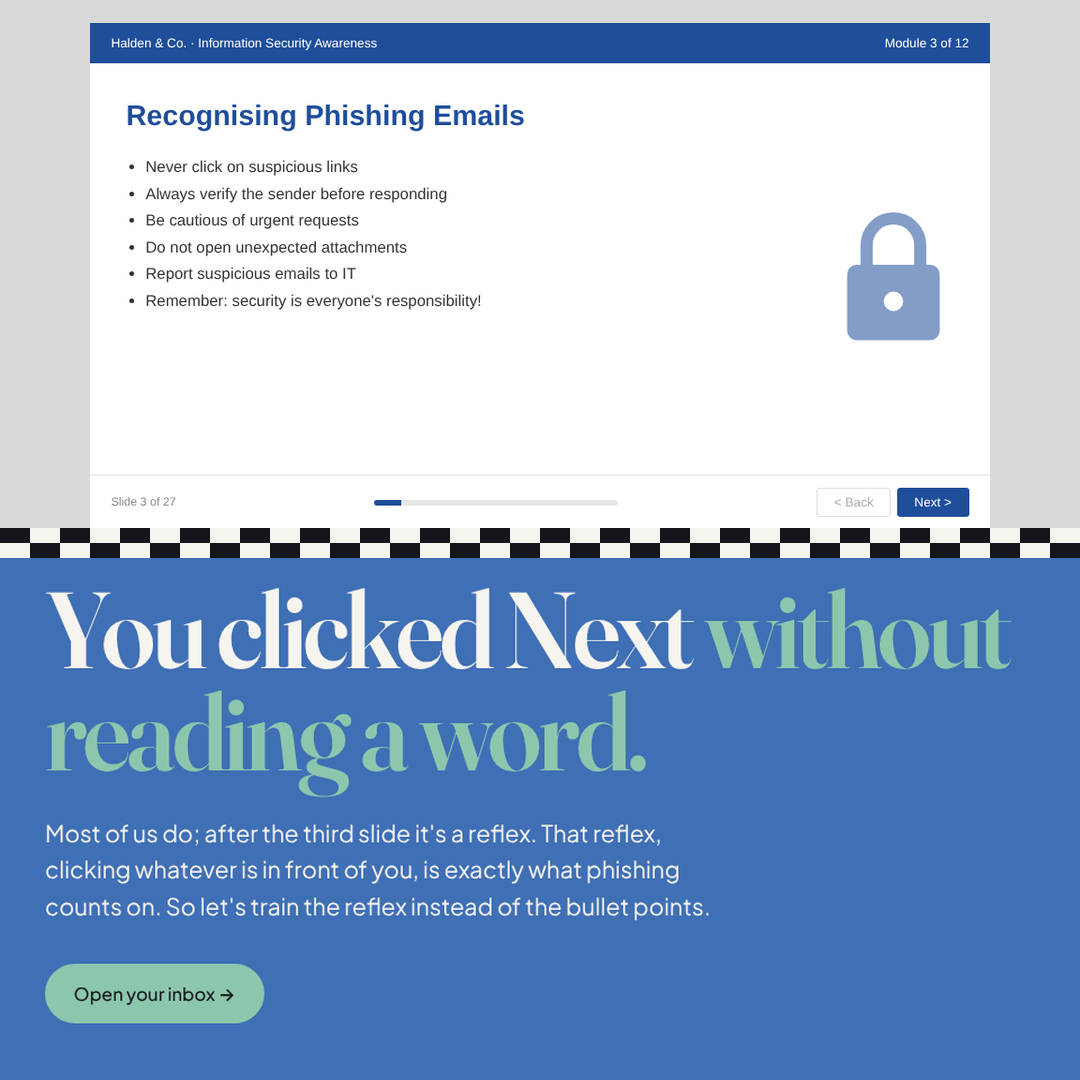 Halden & Co. · Information Security Awareness
Module 3 of 12
Recognising Phishing Emails
• Never click on suspicious links
• Always verify the sender before responding
• Be cautious of urgent requests
• Do not open unexpected attachments
• Report suspicious emails to IT
• Remember: security is everyone's responsibility!
Slide 3 of 27
< Back
Next >
You clicked Next without
reading a word.
Most of us do; after the third slide it's a reflex. That reflex,
clicking whatever is in front of you, is exactly what phishing
counts on. So let's train the reflex instead of the bullet points.
Open your inbox →